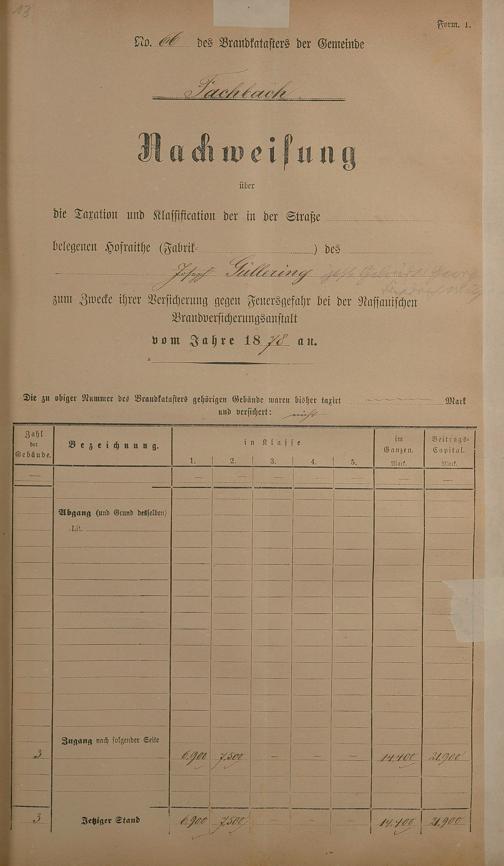 13
Form. 1.
No. 66 des Brandkatasters der Gemeinde
Fachbach
Nachweisung
über
die Taxation und Klassification der in der Straße
belegenen Hofraithe (Fabrik ) des
Joseph Güllering jetzt
zum Zwecke ihrer Versicherung gegen Feuersgefahr bei der Nassauischen
Brandversicherungsanstalt
vom Jahre 1878 an.
Die zu obiger Nummer des Brandkatasters gehörigen Gebäude waren bisher taxirt Mark
und versichert: nicht
Zahl der Gebäude. Bezeichnung. in Klasse im Ganzen. Mark. Beitrags-Capital. Mark.
1. 2. 3. 4. 5.
— — — — — — — —
Abgang (und Grund desselben)
Lit.
Zugang nach folgender Seite
3 6,900 7,500 — — — 14,400 21,900
3 Jetziger Stand 6,900 7,500 — — — 14,400 21,900